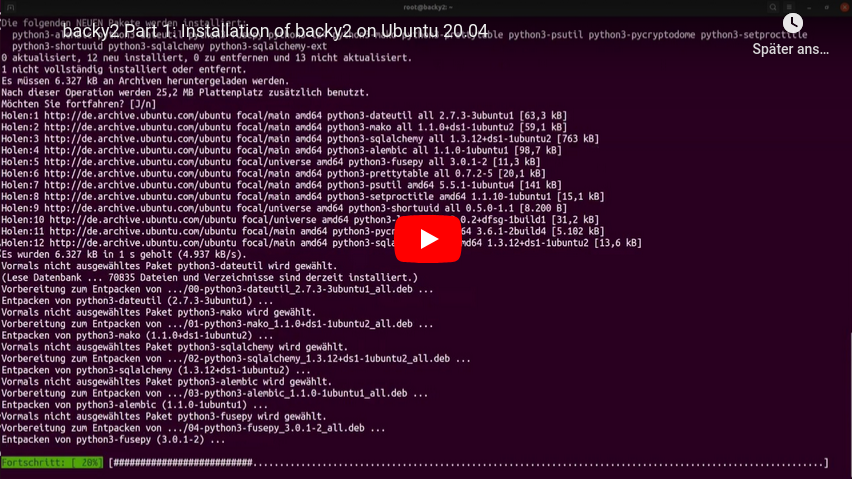 root@backy2: ~
backy2 Part 1: Installation of backy2 on Ubuntu 20.04
Später ans...
Die folgenden NEUEN Pakete werden installiert:
python3-psutil python3-pycryptodome python3-setproctitle
python3-shortuuid python3-sqlalchemy python3-sqlalchemy-ext
0 aktualisiert, 12 neu installiert, 0 zu entfernen und 13 nicht aktualisiert.
1 nicht vollständig installiert oder entfernt.
Es müssen 6.327 kB an Archiven heruntergeladen werden.
Nach dieser Operation werden 25,2 MB Plattenplatz zusätzlich benutzt.
Möchten Sie fortfahren? [J/n]
Holen:1 http://de.archive.ubuntu.com/ubuntu focal/main amd64 python3-dateutil all 2.7.3-3ubuntu1 [63,3 kB]
Holen:2 http://de.archive.ubuntu.com/ubuntu focal/main amd64 python3-mako all 1.1.0+ds1-1ubuntu2 [59,1 kB]
Holen:3 http://de.archive.ubuntu.com/ubuntu focal/main amd64 python3-sqlalchemy all 1.3.12+ds1-1ubuntu2 [763 kB]
Holen:4 http://de.archive.ubuntu.com/ubuntu focal/main amd64 python3-alembic all 1.1.0-1ubuntu1 [98,7 kB]
Holen:5 http://de.archive.ubuntu.com/ubuntu focal/universe amd64 python3-fusepy all 3.0.1-2 [11,3 kB]
Holen:6 http://de.archive.ubuntu.com/ubuntu focal/main amd64 python3-prettytable all 0.7.2-5 [20,1 kB]
Holen:7 http://de.archive.ubuntu.com/ubuntu focal/main amd64 python3-psutil amd64 5.5.1-1ubuntu4 [141 kB]
Holen:8 http://de.archive.ubuntu.com/ubuntu focal/main amd64 python3-setproctitle amd64 1.1.10-1ubuntu1 [15,1 kB]
Holen:9 http://de.archive.ubuntu.com/ubuntu focal/universe amd64 python3-shortuuid all 0.5.0-1.1 [8.200 B]
Holen:10 http://de.archive.ubuntu.com/ubuntu focal/universe amd64 0.2+dfsg-1build1 [31,2 kB]
Holen:11 http://de.archive.ubuntu.com/ubuntu focal/main amd64 python3-pyc 64 3.6.1-2build4 [5.102 kB]
Holen:12 http://de.archive.ubuntu.com/ubuntu focal/main amd64 python3-sq md64 1.3.12+ds1-1ubuntu2 [13,6 kB]
Es wurden 6.327 kB in 1 s geholt (4.937 kB/s).
Vormals nicht ausgewähltes Paket python3-dateutil wird gewählt.
(Lese Datenbank ... 70835 Dateien und Verzeichnisse sind derzeit installiert.)
Vorbereitung zum Entpacken von .../00-python3-dateutil_2.7.3-3ubuntu1_all.deb ...
Entpacken von python3-dateutil (2.7.3-3ubuntu1) ...
Vormals nicht ausgewähltes Paket python3-mako wird gewählt.
Vorbereitung zum Entpacken von .../01-python3-mako_1.1.0+ds1-1ubuntu2_all.deb ...
Entpacken von python3-mako (1.1.0+ds1-1ubuntu2) ...
Vormals nicht ausgewähltes Paket python3-sqlalchemy wird gewählt.
Vorbereitung zum Entpacken von .../02-python3-sqlalchemy_1.3.12+ds1-1ubuntu2_all.deb ...
Entpacken von python3-sqlalchemy (1.3.12+ds1-1ubuntu2) ...
Vormals nicht ausgewähltes Paket python3-alembic wird gewählt.
Vorbereitung zum Entpacken von .../03-python3-alembic_1.1.0-1ubuntu1_all.deb ...
Entpacken von python3-alembic (1.1.0-1ubuntu1) ...
Vormals nicht ausgewähltes Paket python3-fusepy wird gewählt.
Vorbereitung zum Entpacken von .../04-python3-fusepy_3.0.1-2_all.deb ...
Entpacken von python3-fusepy (3.0.1-2) ...
Fortschritt: [ 20%] [##########################..........................................................................................................]